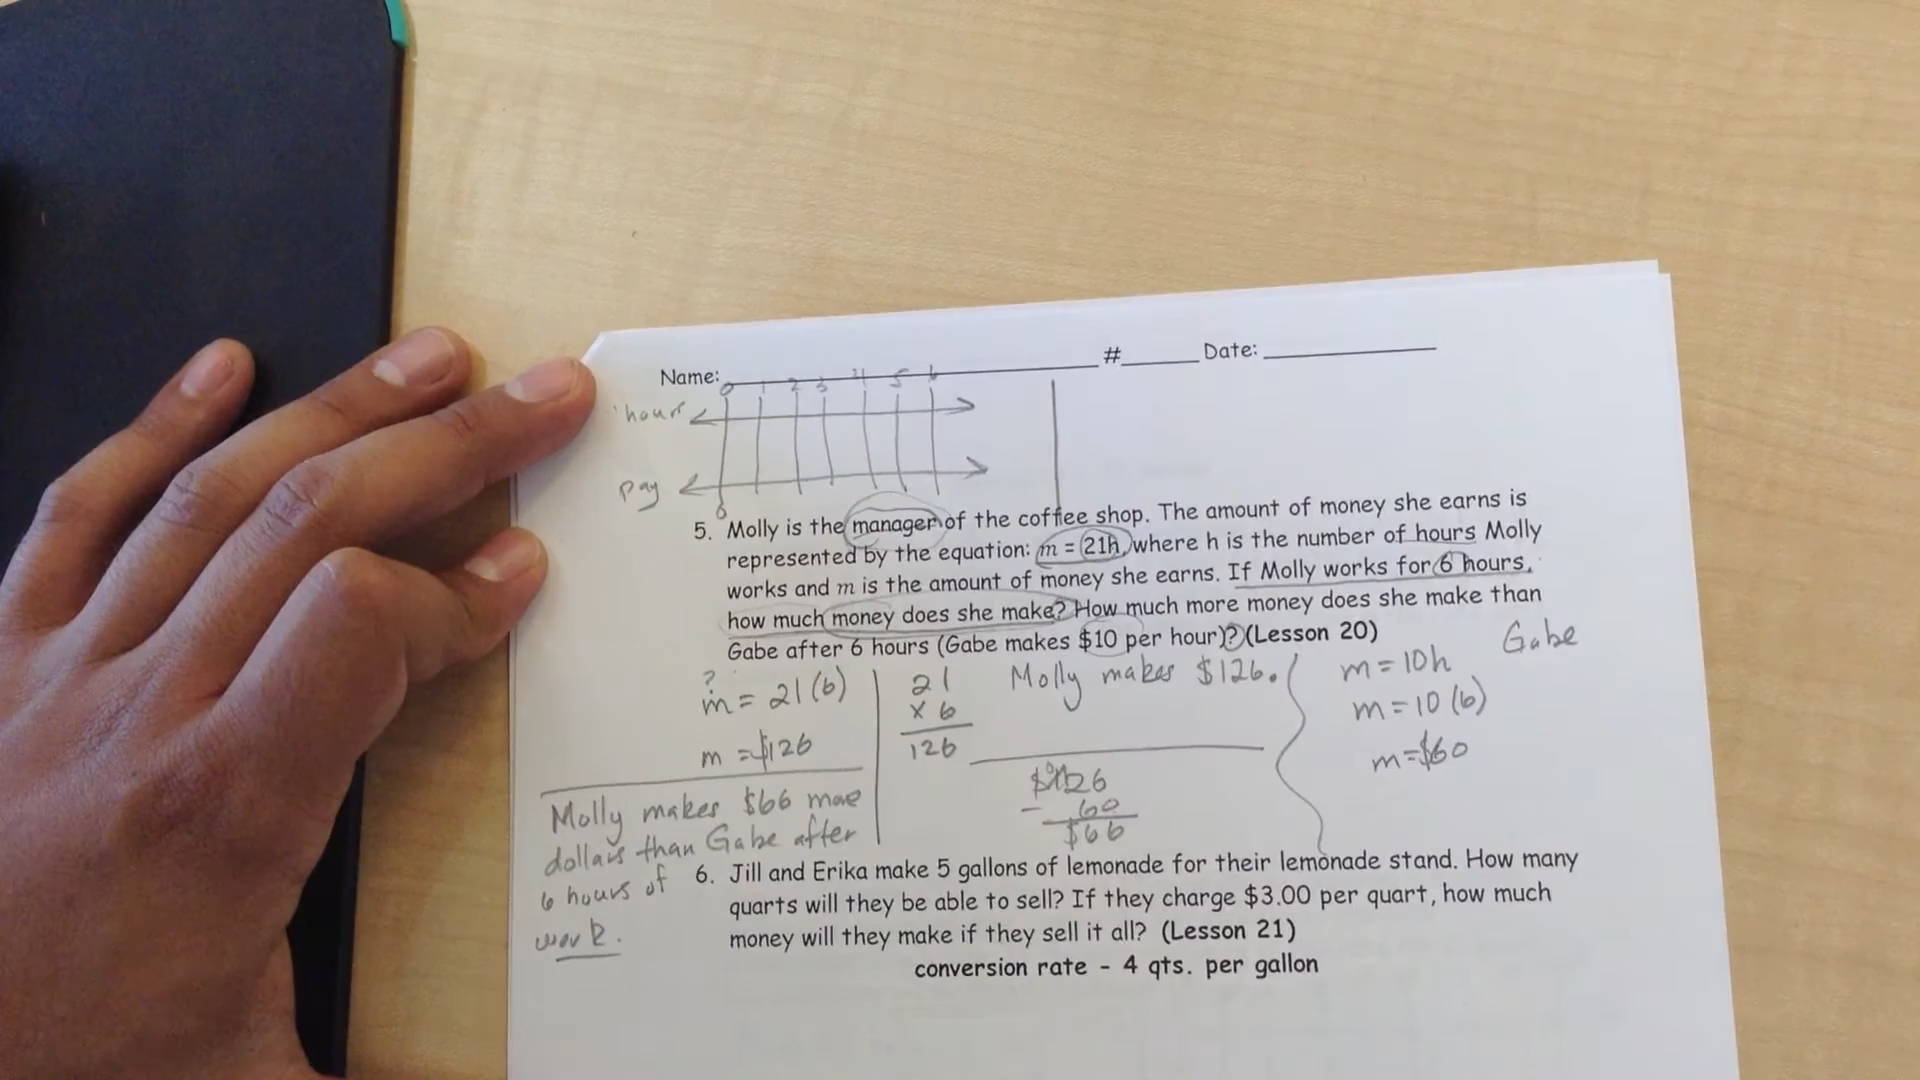 Name: # Date:
0 1 2 3 4 5 6
hours
pay
0
5. Molly is the manager of the coffee shop. The amount of money she earns is
represented by the equation: m = 21h, where h is the number of hours Molly
works and m is the amount of money she earns. If Molly works for 6 hours,
how much money does she make? How much more money does she make than
Gabe after 6 hours (Gabe makes $10 per hour)? (Lesson 20)
?
m = 21(6)
m = $126
21
x 6
126
Molly makes $126.
$126
- 60
$66
Gabe
m = 10h
m = 10(6)
m = $60
Molly makes $66 more
dollars than Gabe after
6 hours of
work.
6. Jill and Erika make 5 gallons of lemonade for their lemonade stand. How many
quarts will they be able to sell? If they charge $3.00 per quart, how much
money will they make if they sell it all? (Lesson 21)
conversion rate - 4 qts. per gallon